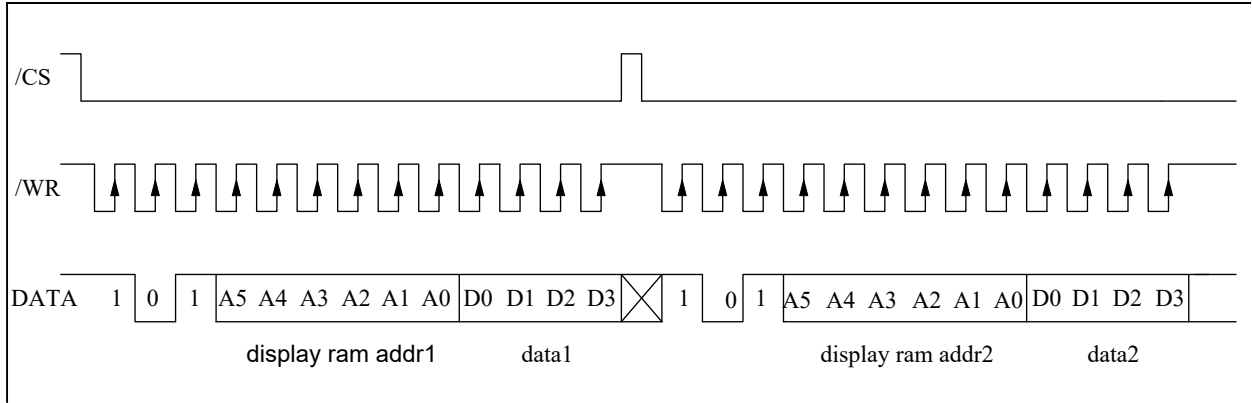 /CS
/WR
DATA 1 0 1 A5 A4 A3 A2 A1 A0 D0 D1 D2 D3 1 0 1 A5 A4 A3 A2 A1 A0 D0 D1 D2 D3
display ram addr1 data1 display ram addr2 data2